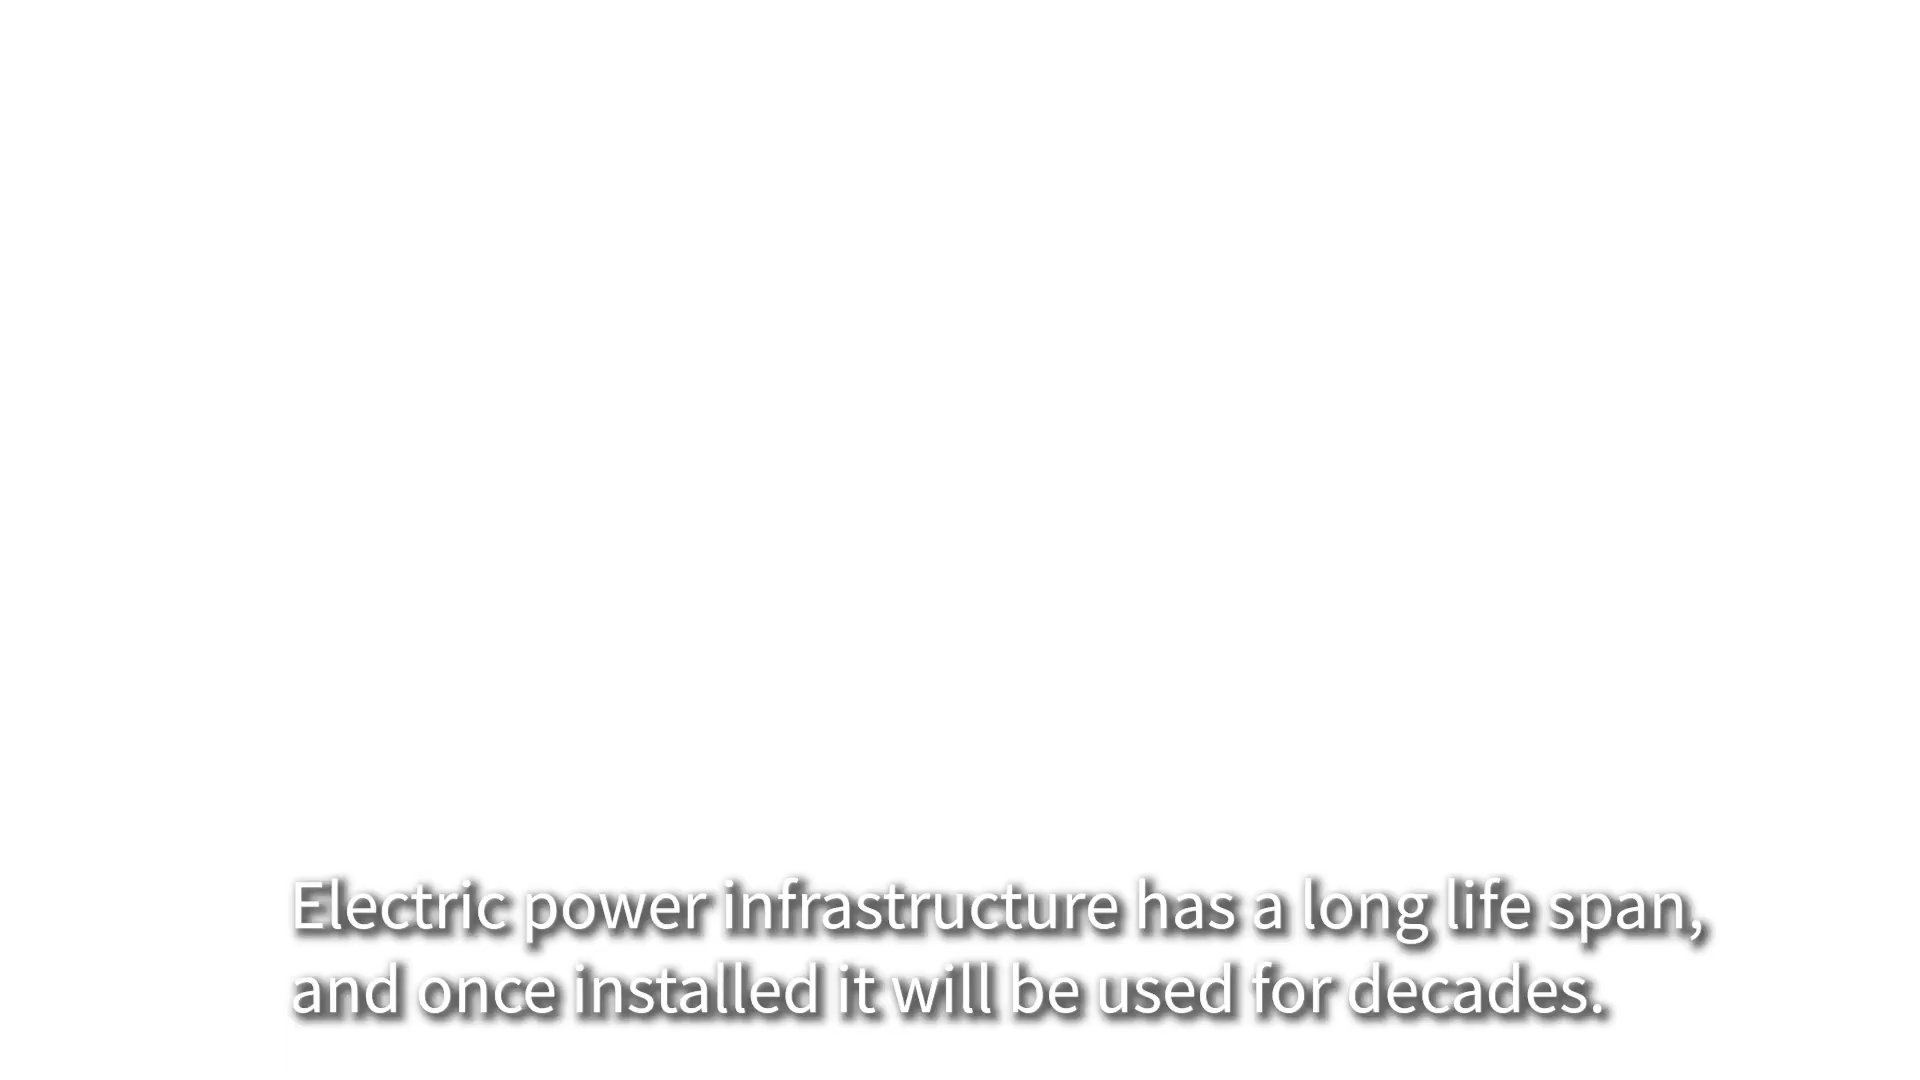 Electric power infrastructure has a long life span,
and once installed it will be used for decades.